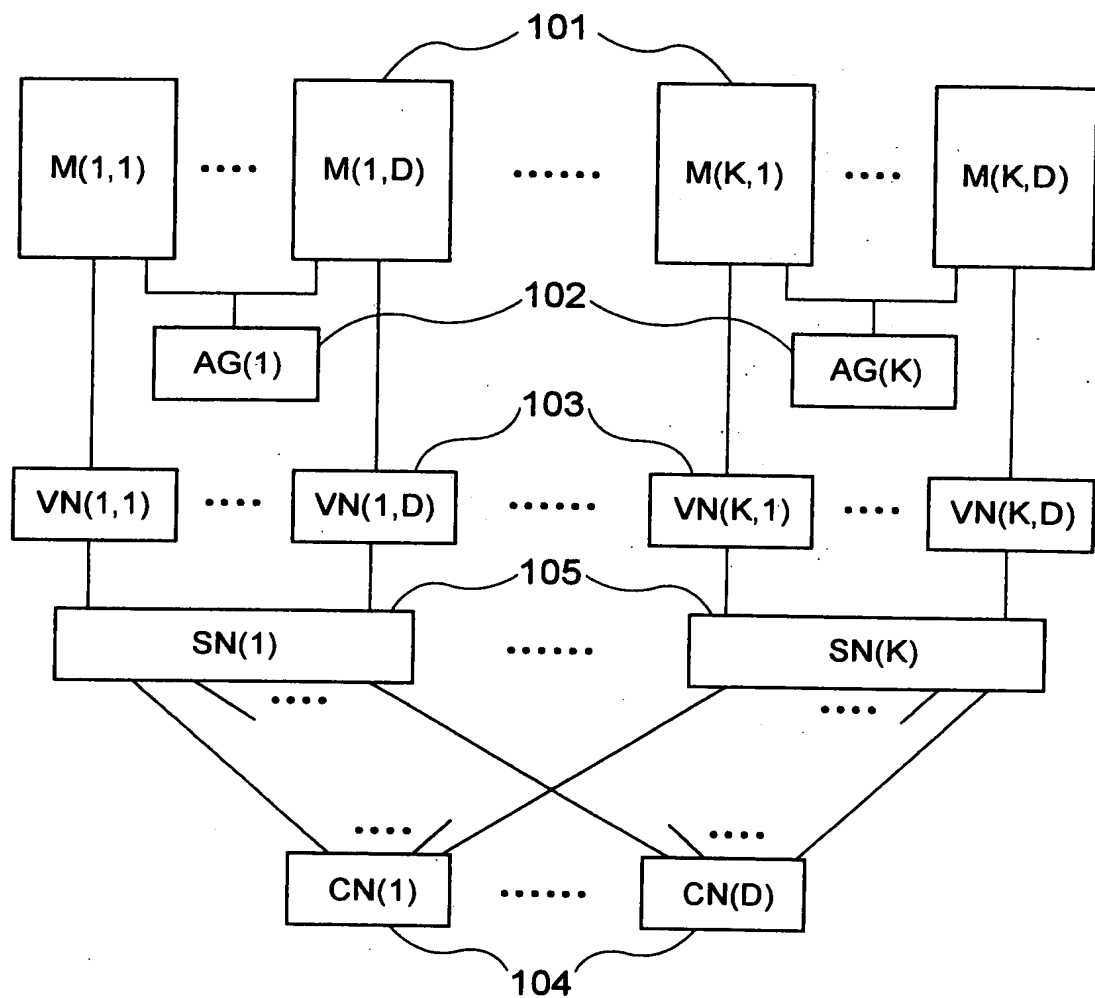 101
M(1,1) •••• M(1,D) •••••• M(K,1) •••• M(K,D)
102
AG(1) AG(K)
103
VN(1,1) •••• VN(1,D) •••••• VN(K,1) •••• VN(K,D)
105
SN(1) •••••• SN(K)
•••• ••••
•••• ••••
CN(1) •••••• CN(D)
104